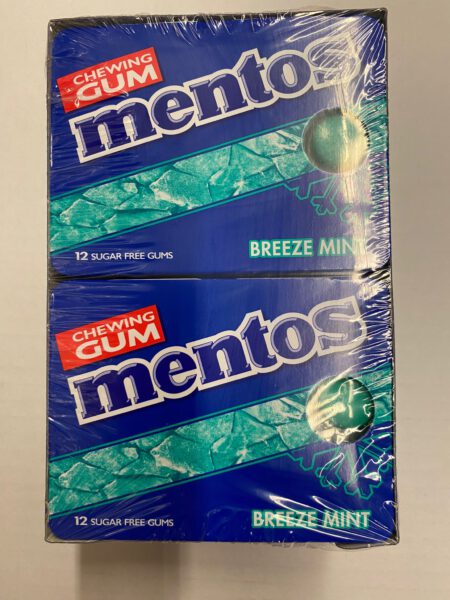 CHEWING
GUM
mentos
12 SUGAR FREE GUMS
BREEZE MINT
CHEWING
GUM
mentos
12 SUGAR FREE GUMS
BREEZE MINT